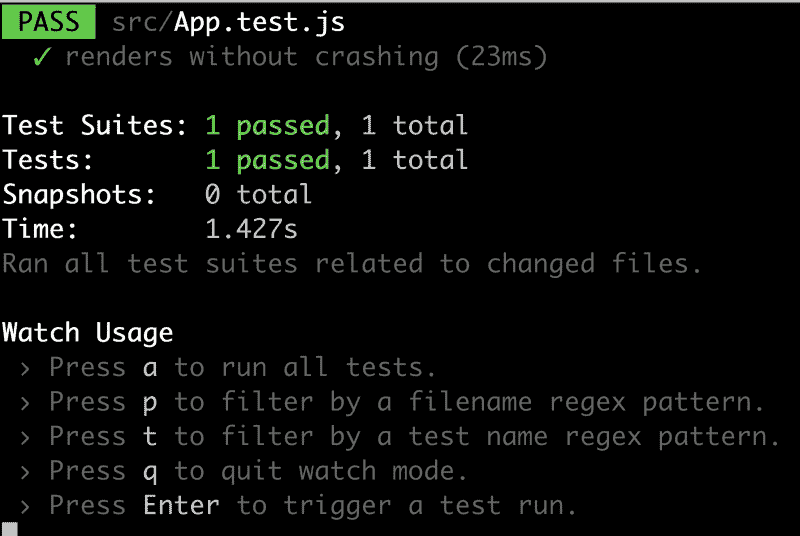 PASS src/App.test.js
✓ renders without crashing (23ms)
Test Suites: 1 passed, 1 total
Tests: 1 passed, 1 total
Snapshots: 0 total
Time: 1.427s
Ran all test suites related to changed files.
Watch Usage
› Press a to run all tests.
› Press p to filter by a filename regex pattern.
› Press t to filter by a test name regex pattern.
› Press q to quit watch mode.
› Press Enter to trigger a test run.